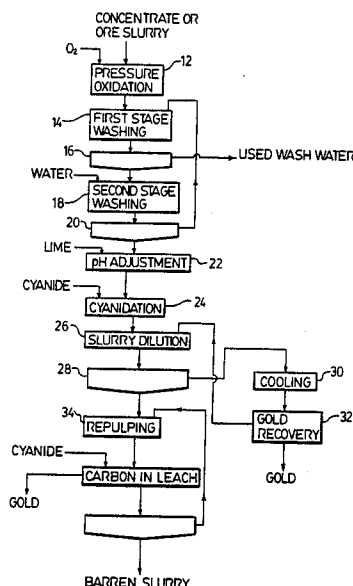 CONCENTRATE OR
ORE SLURRY
O₂
12
PRESSURE
OXIDATION
14
FIRST STAGE
WASHING
16
USED WASH WATER
WATER
18
SECOND STAGE
WASHING
20
LIME
pH ADJUSTMENT
22
CYANIDE
CYANIDATION
24
26
SLURRY DILUTION
28
COOLING
30
34
REPULPING
GOLD
RECOVERY
32
CYANIDE
CARBON IN LEACH
GOLD
GOLD
BARREN SLURRY